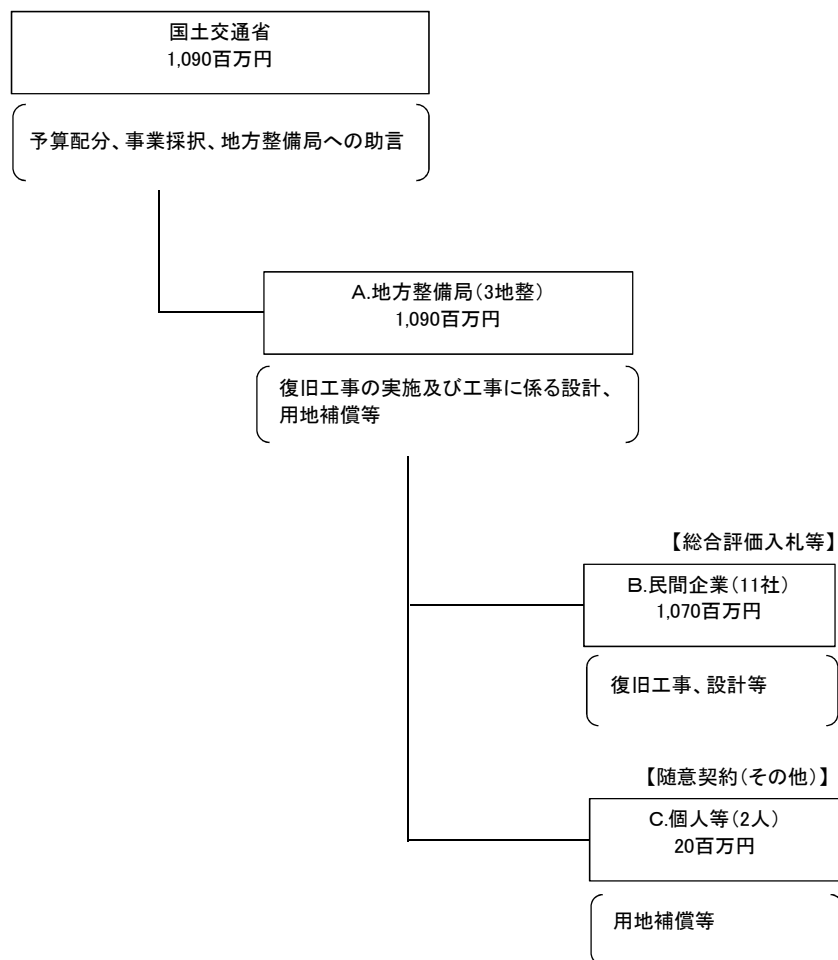 国土交通省
1,090百万円
予算配分、事業採択、地方整備局への助言
A.地方整備局(3地整)
1,090百万円
復旧工事の実施及び工事に係る設計、
用地補償等
【総合評価入札等】
B.民間企業(11社)
1,070百万円
復旧工事、設計等
【随意契約(その他)】
C.個人等(2人)
20百万円
用地補償等